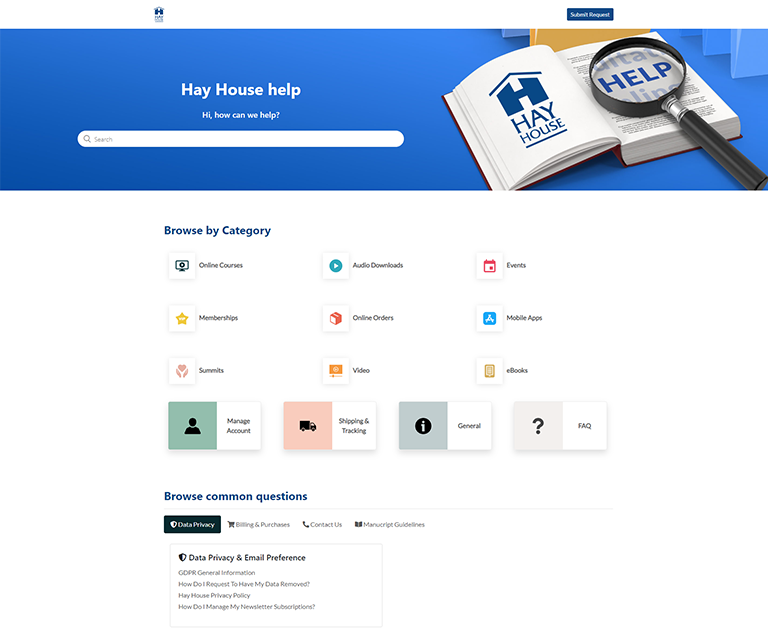 HAY
HOUSE
Submit Request
Hay House help
Hi, how can we help?
Search
HAY
HOUSE
HELP
Browse by Category
Online Courses
Audio Downloads
Events
Memberships
Online Orders
Mobile Apps
Summits
Video
eBooks
Manage
Account
Shipping &
Tracking
General
FAQ
Browse common questions
Data Privacy
Billing & Purchases
Contact Us
Manucript Guidelines
Data Privacy & Email Preference
GDPR General Information
How Do I Request To Have My Data Removed?
Hay House Privacy Policy
How Do I Manage My Newsletter Subscriptions?